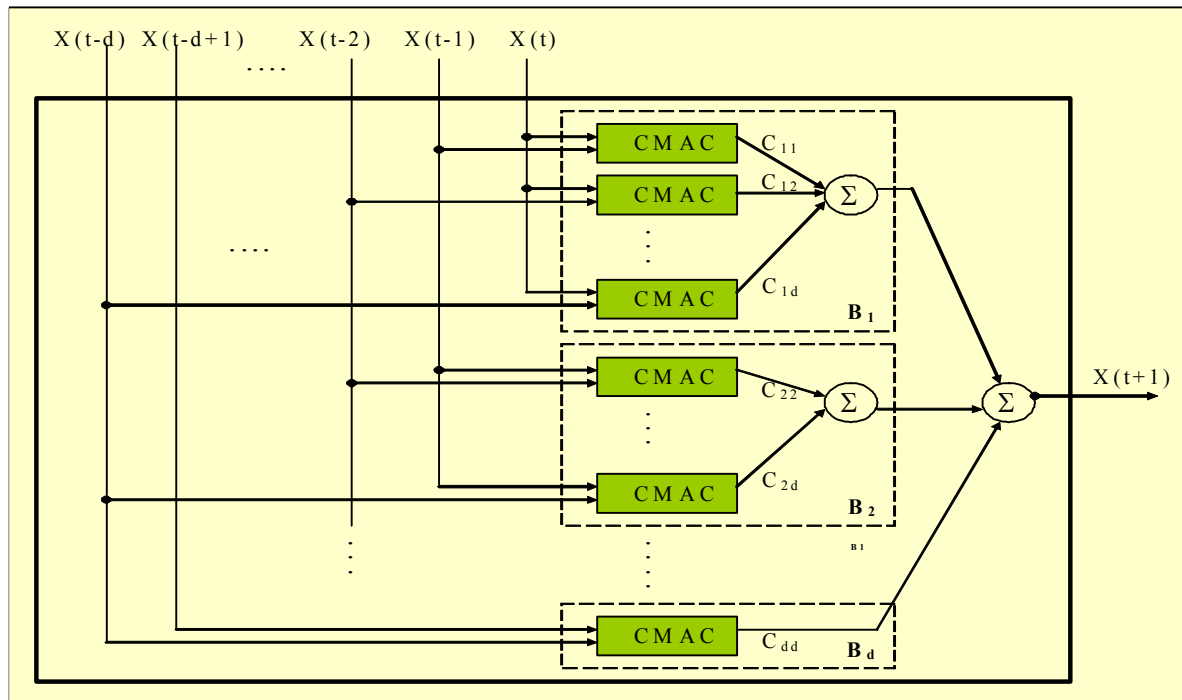 X(t-d) X(t-d+1) X(t-2) X(t-1) X(t)
....
CMAC
C11
CMAC
C12
Σ
....
CMAC
C1d
B1
CMAC
C22
Σ
Σ
X(t+1)
CMAC
C2d
B2
B1
CMAC
Cdd
Bd